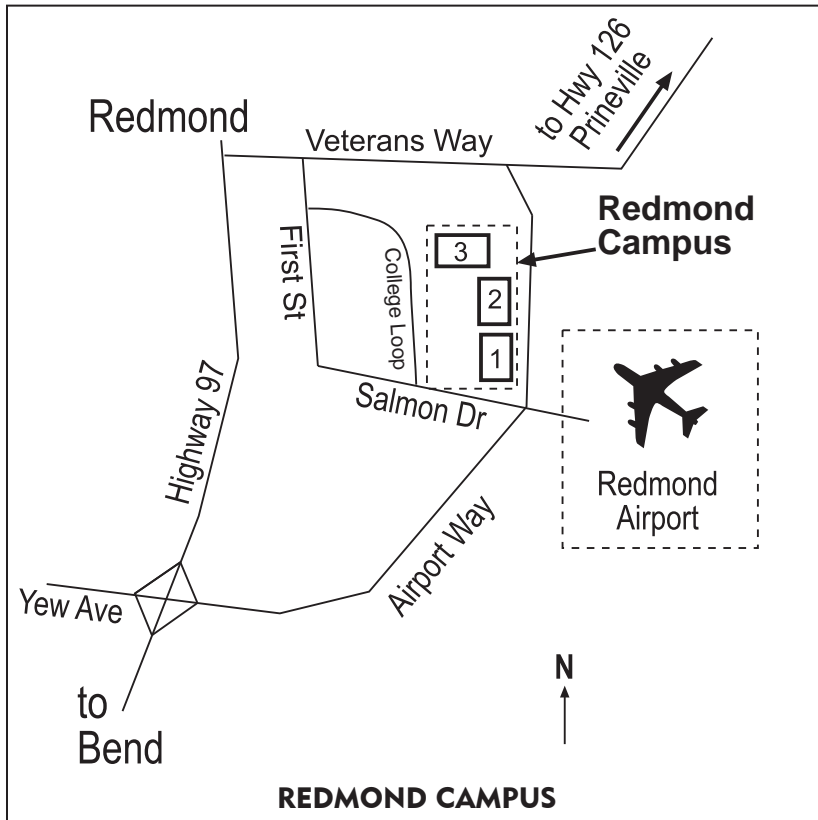 to Hwy 126
Prineville
Redmond
Veterans Way
Redmond
Campus
First St
College Loop
3
2
1
Salmon Dr
Highway 97
Redmond
Airport
Airport Way
Yew Ave
to
Bend
N
REDMOND CAMPUS